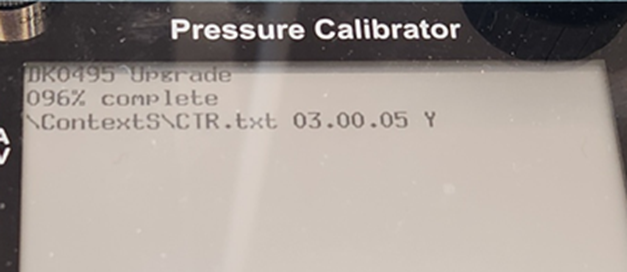 Pressure Calibrator
DK0495 Upgrade
096% complete
\ContextS\CTR.txt 03.00.05 Y